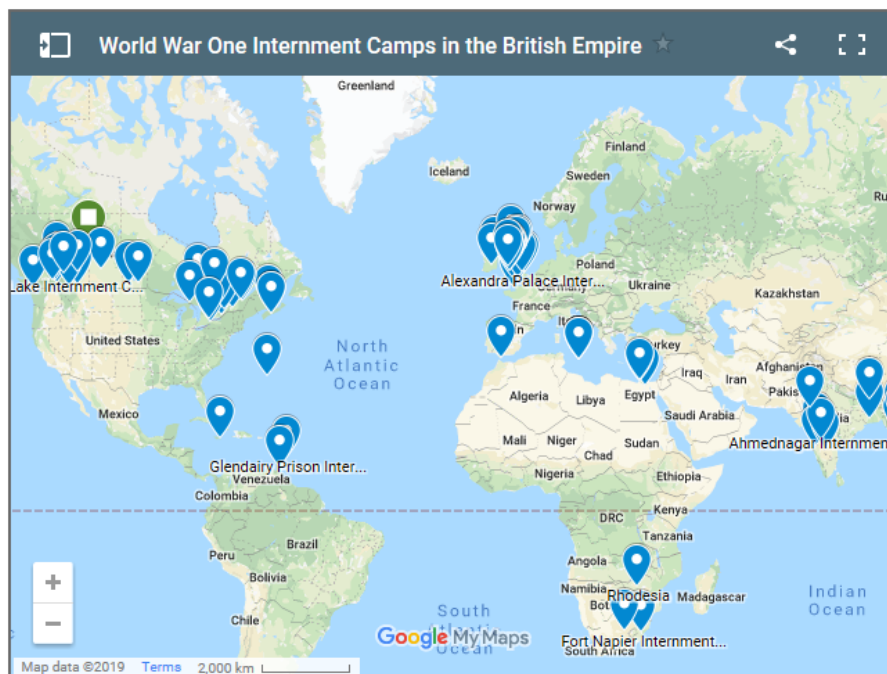 World War One Internment Camps in the British Empire
Greenland
Iceland
Finland
Sweden
Norway
Lake Internment C...
Alexandra Palace Inter...
Poland
Ukraine
Kazakhstan
France
United States
North
Atlantic
Ocean
Iraq
Iran
Afghanistan
Algeria
Libya
Egypt
Saudi Arabia
Mexico
Mali
Niger
Chad
Sudan
Ahmednagar Internment
Glendairy Prison Inter...
Venezuela
Colombia
Nigeria
Ethiopia
DRC
Kenya
Tanzania
Peru
Brazil
Bolivia
Angola
Namibia
Rhodesia
Madagascar
Indian
Ocean
Chile
South
Ocean
Google My Maps
Fort Napier Internment...
South Africa
Map data ©2019 Terms 2,000 km